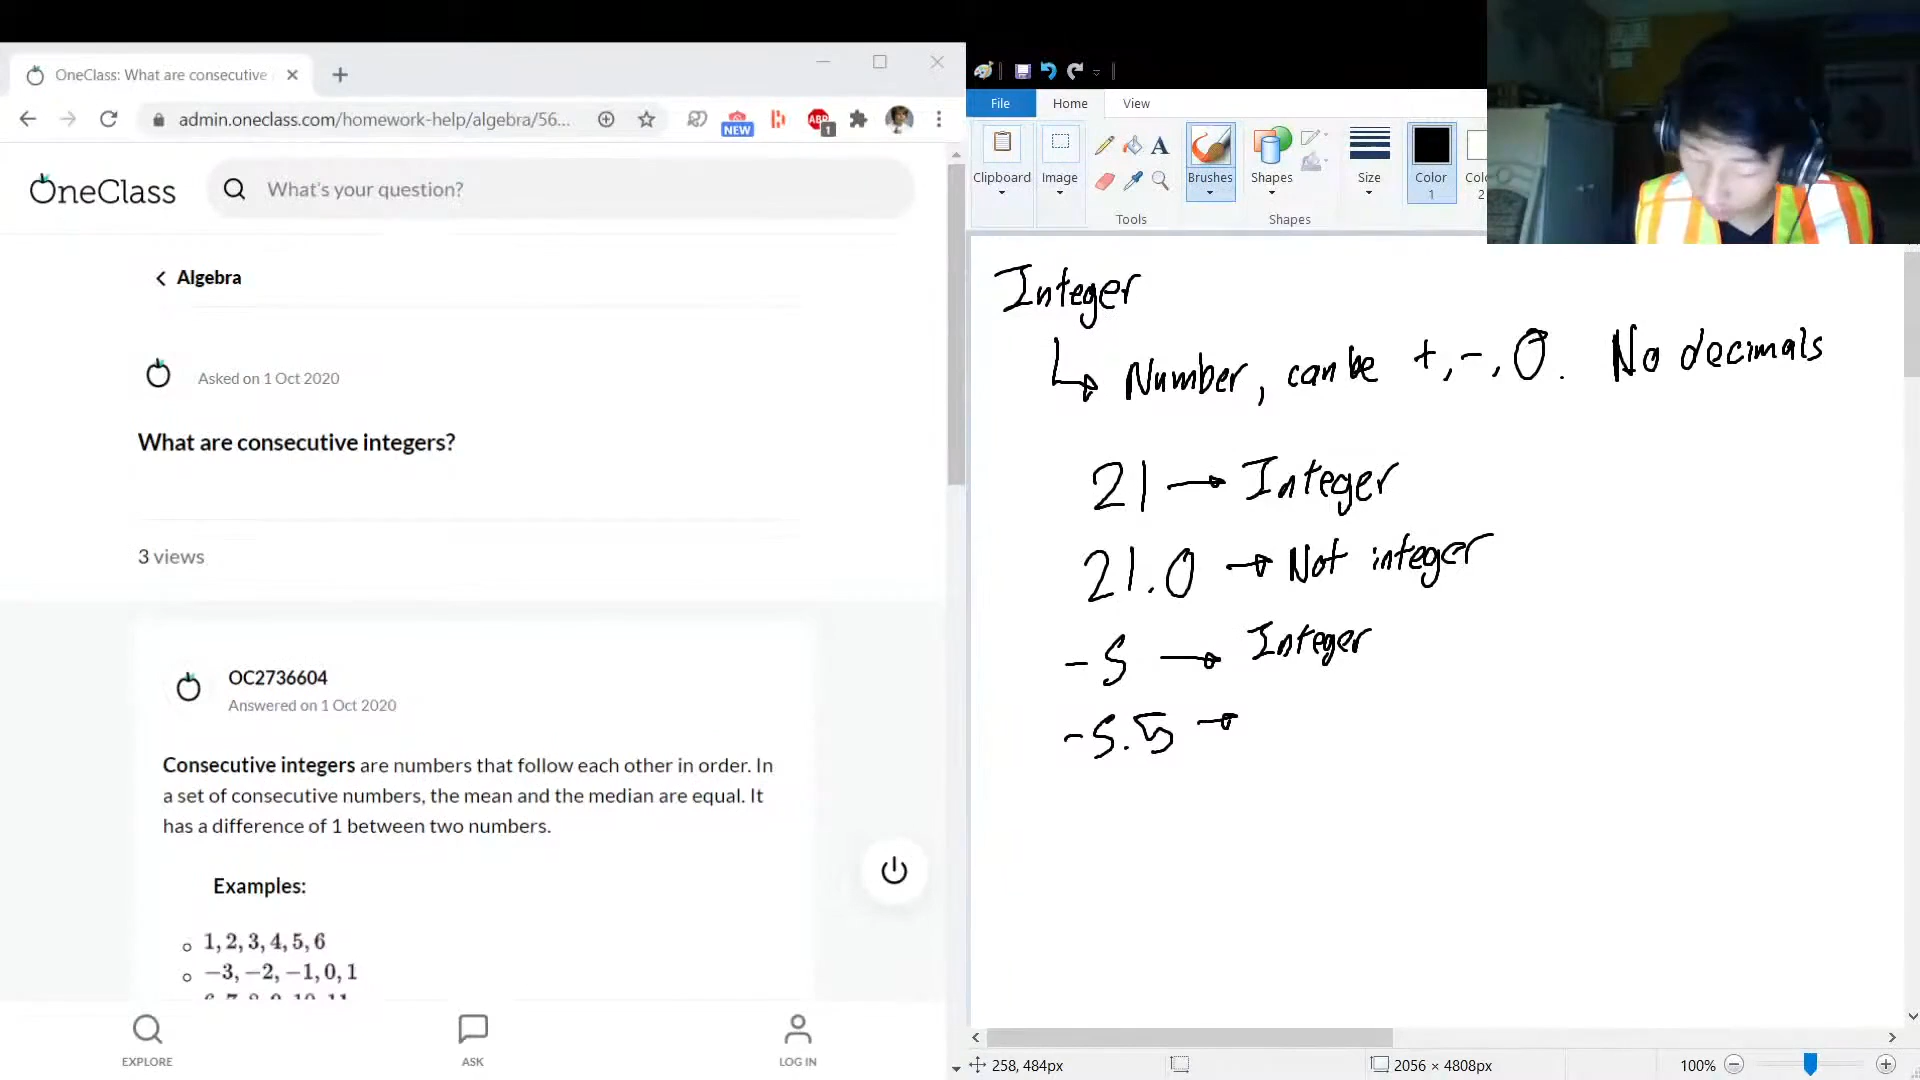 OneClass: What are consecutive
admin.oneclass.com/homework-help/algebra/56...
NEW
ABP
1
OneClass
What's your question?
Algebra
Asked on 1 Oct 2020
What are consecutive integers?
3 views
OC2736604
Answered on 1 Oct 2020
Consecutive integers are numbers that follow each other in order. In
a set of consecutive numbers, the mean and the median are equal. It
has a difference of 1 between two numbers.
Examples:
1, 2, 3, 4, 5, 6
−3, −2, −1, 0, 1
EXPLORE
ASK
LOG IN
File
Home
View
Clipboard
Image
Tools
Brushes
Shapes
Shapes
Size
Color
1
2
Integer
Number, can be +, -, 0. No decimals
21 → Integer
21.0 → Not integer
-5 → Integer
-5.5 →
258, 484px
2056 × 4808px
100%